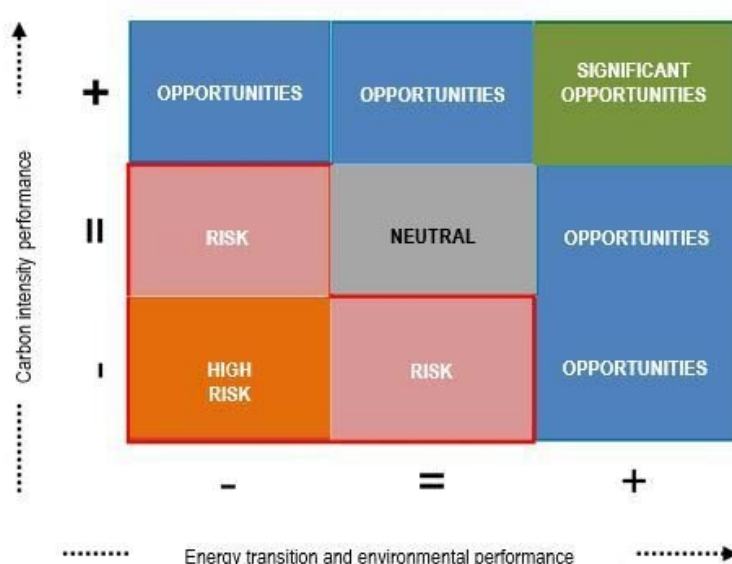 Carbon intensity performance
+
OPPORTUNITIES
OPPORTUNITIES
SIGNIFICANT
OPPORTUNITIES
=
RISK
NEUTRAL
OPPORTUNITIES
-
HIGH
RISK
RISK
OPPORTUNITIES
-
=
+
Energy transition and environmental performance